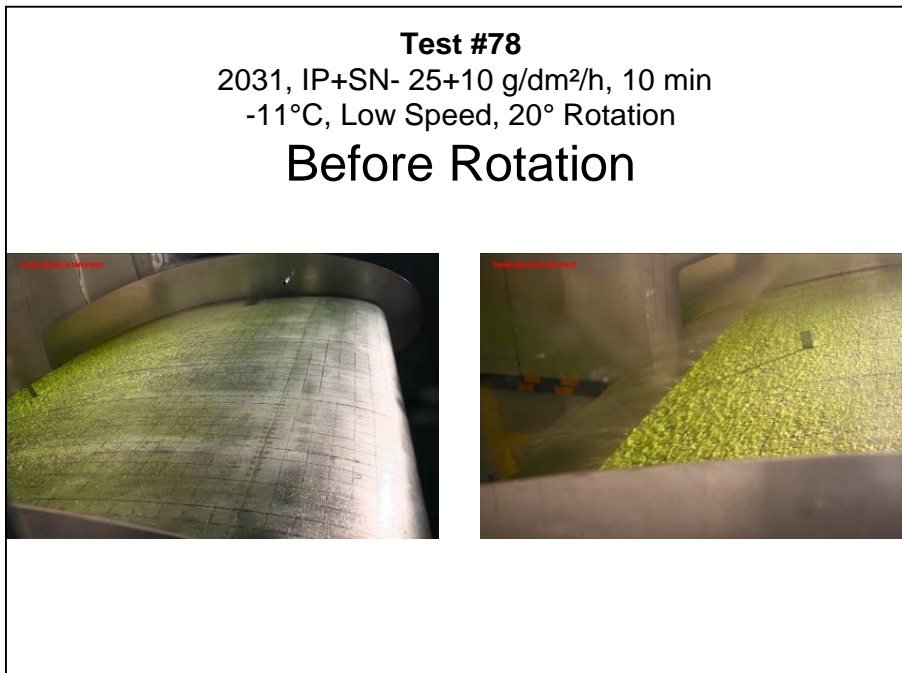 Test #78
2031, IP+SN- 25+10 g/dm²/h, 10 min
-11°C, Low Speed, 20° Rotation
Before Rotation